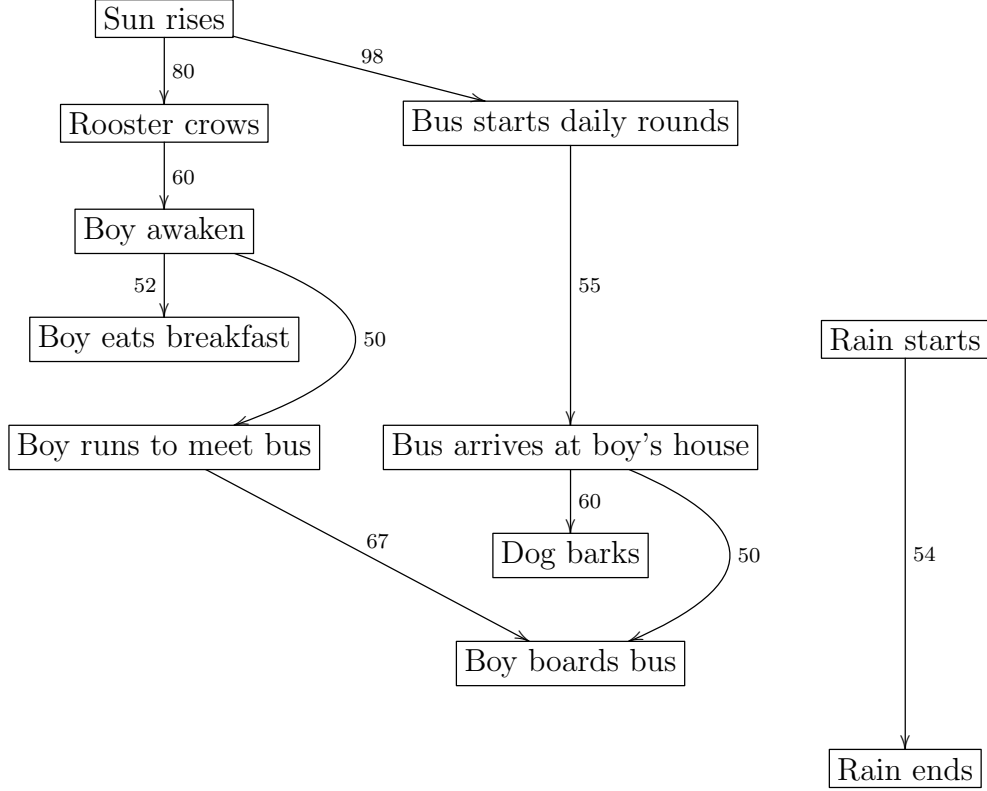 Sun rises
98
80
Rooster crows
Bus starts daily rounds
60
Boy awaken
52
55
Boy eats breakfast
50
Rain starts
Boy runs to meet bus
Bus arrives at boy's house
60
67
Dog barks
50
54
Boy boards bus
Rain ends